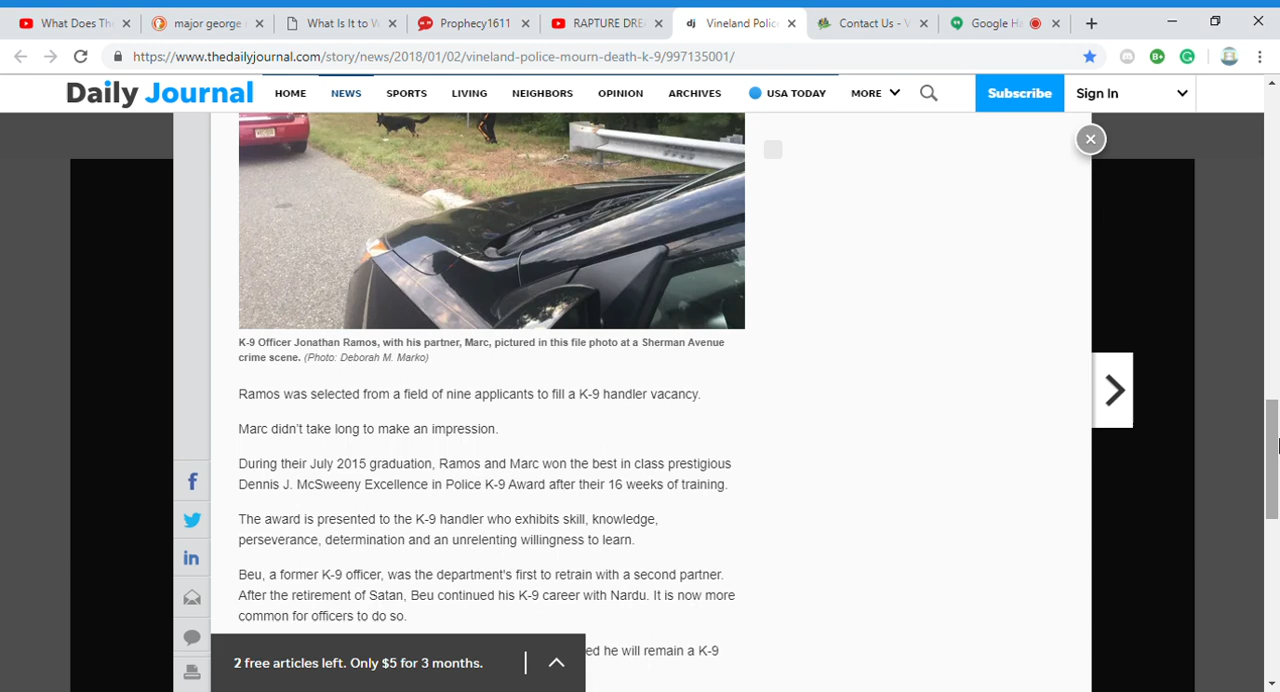 What Does The
major george
What Is It to W
Prophecy1611
RAPTURE DRE
Vineland Polic
Contact Us - V
Google Ha
https://www.thedailyjournal.com/story/news/2018/01/02/vineland-police-mourn-death-k-9/997135001/
Daily Journal HOME NEWS SPORTS LIVING NEIGHBORS OPINION ARCHIVES USA TODAY MORE Subscribe Sign In
K-9 Officer Jonathan Ramos, with his partner, Marc, pictured in this file photo at a Sherman Avenue
crime scene. (Photo: Deborah M. Marko)
Ramos was selected from a field of nine applicants to fill a K-9 handler vacancy.
Marc didn’t take long to make an impression.
During their July 2015 graduation, Ramos and Marc won the best in class prestigious
Dennis J. McSweeny Excellence in Police K-9 Award after their 16 weeks of training.
The award is presented to the K-9 handler who exhibits skill, knowledge,
perseverance, determination and an unrelenting willingness to learn.
Beu, a former K-9 officer, was the department's first to retrain with a second partner.
After the retirement of Satan, Beu continued his K-9 career with Nardu. It is now more
common for officers to do so.
ed he will remain a K-9
2 free articles left. Only $5 for 3 months.